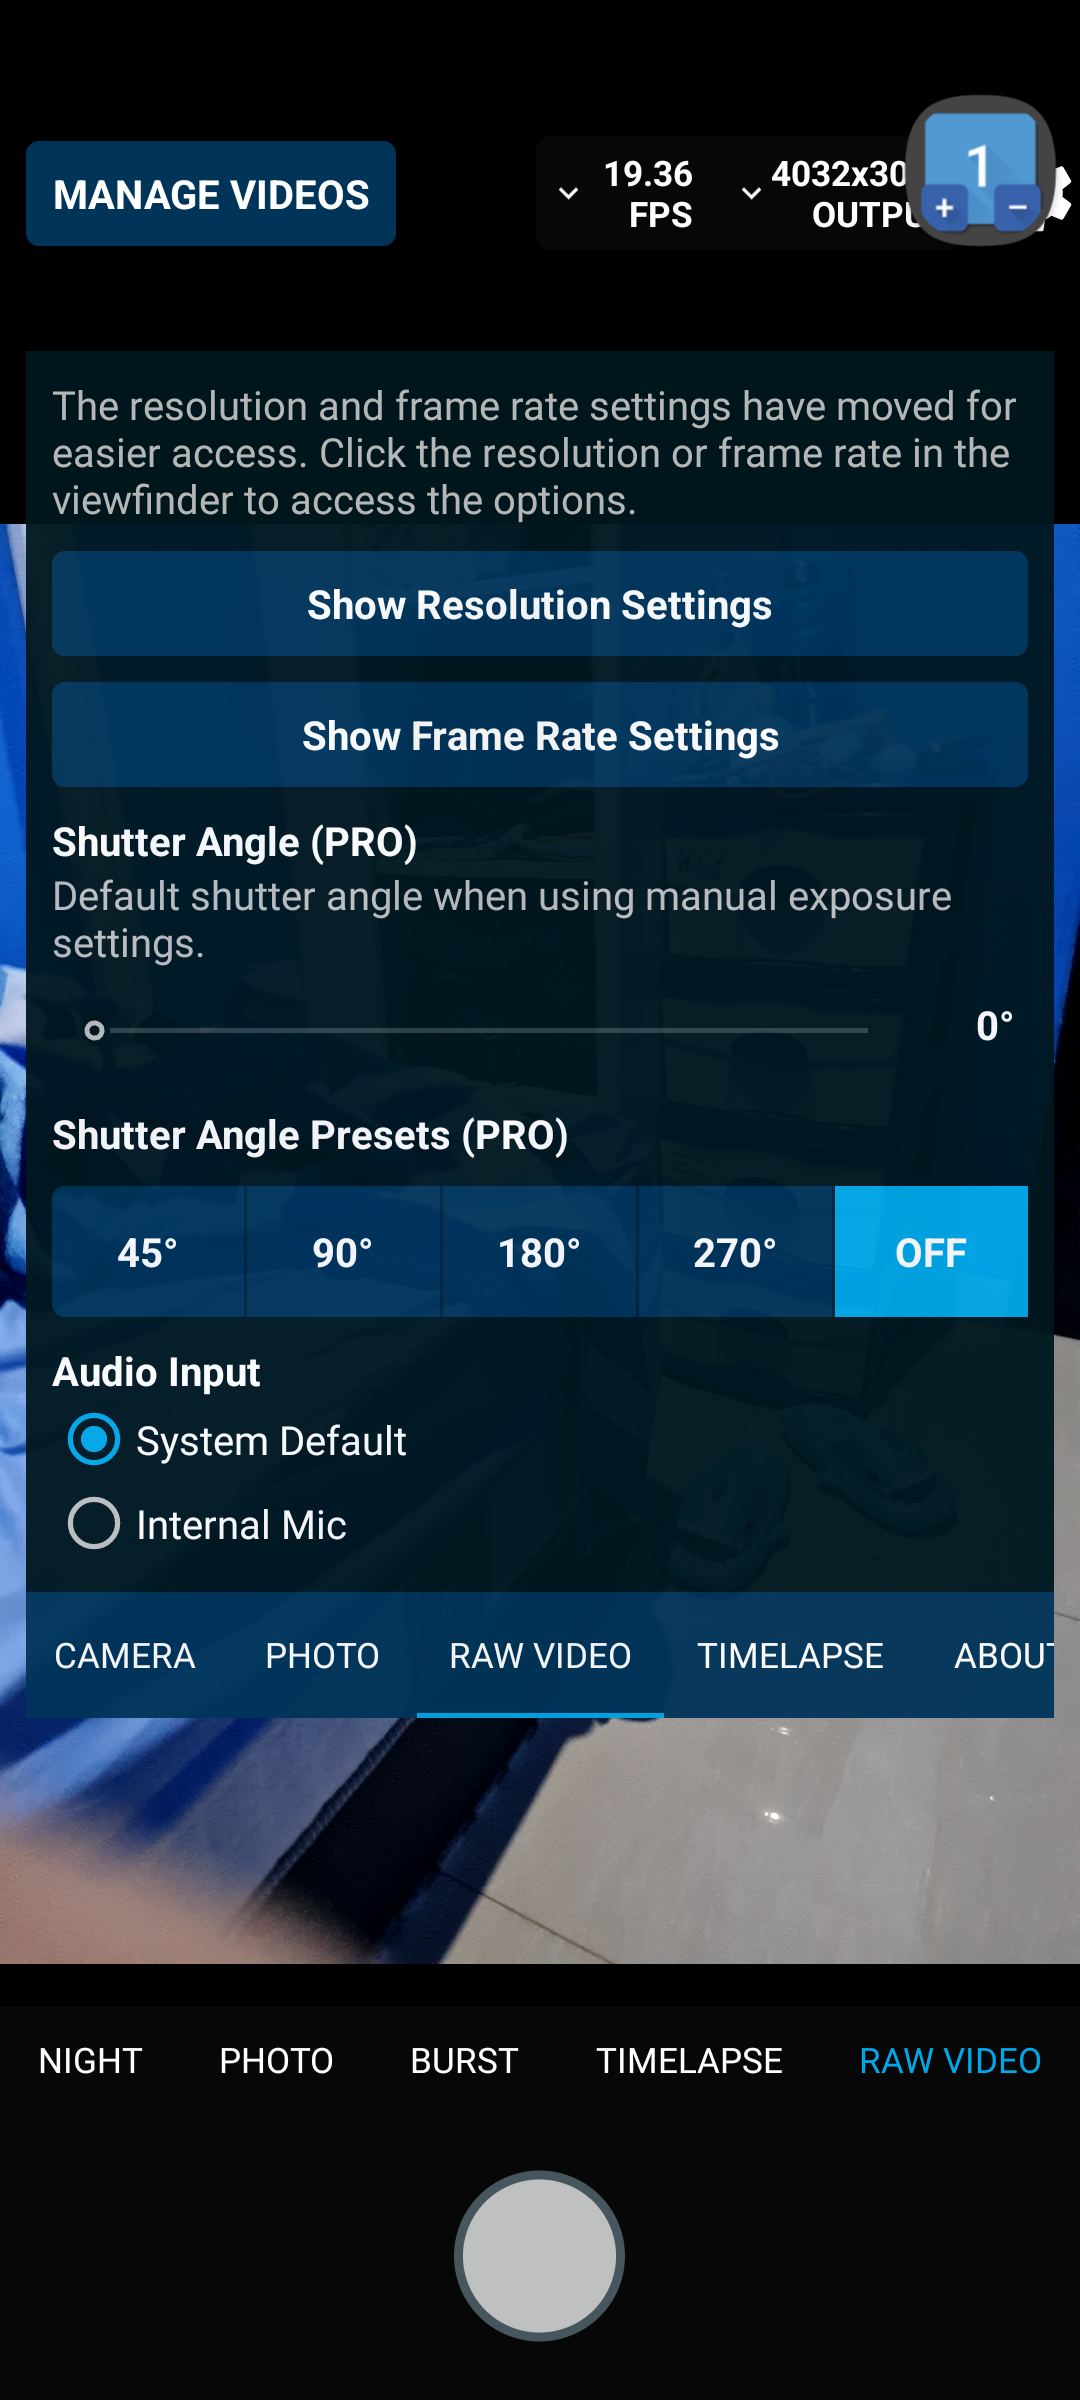 MANAGE VIDEOS
19.36
FPS
4032x30
OUTPU
1
+ −
The resolution and frame rate settings have moved for
easier access. Click the resolution or frame rate in the
viewfinder to access the options.
Show Resolution Settings
Show Frame Rate Settings
Shutter Angle (PRO)
Default shutter angle when using manual exposure
settings.
0°
Shutter Angle Presets (PRO)
45° 90° 180° 270° OFF
Audio Input
System Default
Internal Mic
CAMERA PHOTO RAW VIDEO TIMELAPSE ABOUT
NIGHT PHOTO BURST TIMELAPSE RAW VIDEO